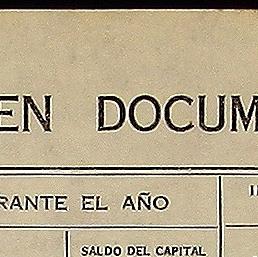 EN DOCUM
RANTE EL AÑO
SALDO DEL CAPITAL